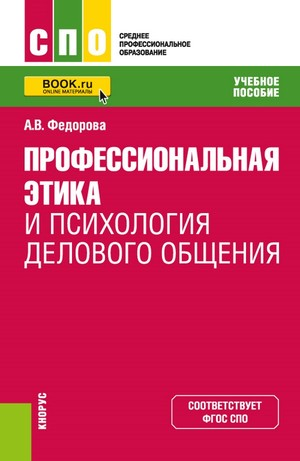 СПО
СРЕДНЕЕ
ПРОФЕССИОНАЛЬНОЕ
ОБРАЗОВАНИЕ
BOOK.ru
ONLINE МАТЕРИАЛЫ
УЧЕБНОЕ
ПОСОБИЕ
А.В. Федорова
ПРОФЕССИОНАЛЬНАЯ
ЭТИКА
И ПСИХОЛОГИЯ
ДЕЛОВОГО ОБЩЕНИЯ
КНОРУС
СООТВЕТСТВУЕТ
ФГОС СПО